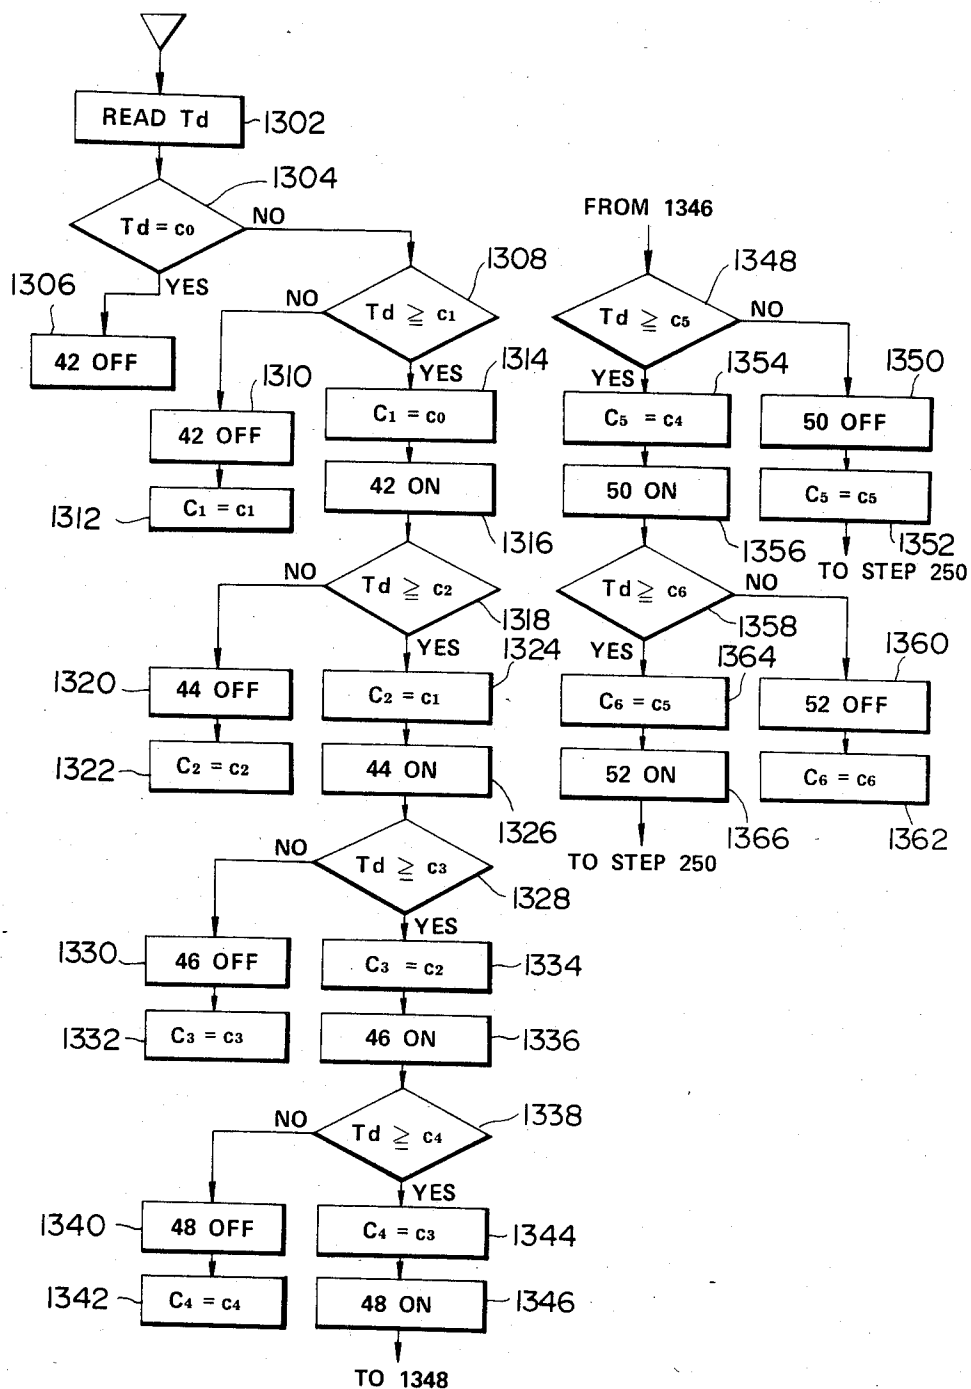 READ Td
1302
1304
Td = c0
NO
YES
1306
42 OFF
1308
Td ≧ c1
NO
YES
1310
42 OFF
1312
C1 = c1
1314
C1 = c0
42 ON
1316
Td ≧ c2
1318
NO
YES
1320
44 OFF
1322
C2 = c2
1324
C2 = c1
44 ON
1326
Td ≧ c3
1328
NO
YES
1330
46 OFF
1332
C3 = c3
C3 = c2
1334
46 ON
1336
Td ≧ c4
1338
NO
YES
1340
48 OFF
1342
C4 = c4
C4 = c3
1344
48 ON
1346
TO 1348
FROM 1346
1348
Td ≧ c5
NO
YES
1354
C5 = c4
50 ON
1356
1350
50 OFF
C5 = c5
1352
TO STEP 250
Td ≧ c6
1358
NO
YES
1364
C6 = c5
52 ON
1366
TO STEP 250
1360
52 OFF
C6 = c6
1362